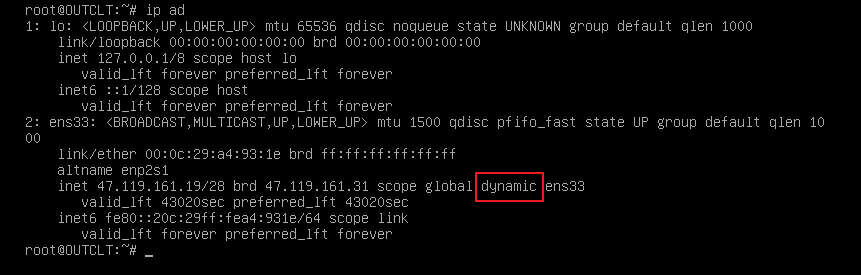 root@OUTCLT:~# ip ad
1: lo: <LOOPBACK,UP,LOWER_UP> mtu 65536 qdisc noqueue state UNKNOWN group default qlen 1000
    link/loopback 00:00:00:00:00:00 brd 00:00:00:00:00:00
    inet 127.0.0.1/8 scope host lo
       valid_lft forever preferred_lft forever
    inet6 ::1/128 scope host
       valid_lft forever preferred_lft forever
2: ens33: <BROADCAST,MULTICAST,UP,LOWER_UP> mtu 1500 qdisc pfifo_fast state UP group default qlen 10
00
    link/ether 00:0c:29:a4:93:1e brd ff:ff:ff:ff:ff:ff
    altname enp2s1
    inet 47.119.161.19/28 brd 47.119.161.31 scope global dynamic ens33
       valid_lft 43020sec preferred_lft 43020sec
    inet6 fe80::20c:29ff:fea4:931e/64 scope link
       valid_lft forever preferred_lft forever
root@OUTCLT:~# _